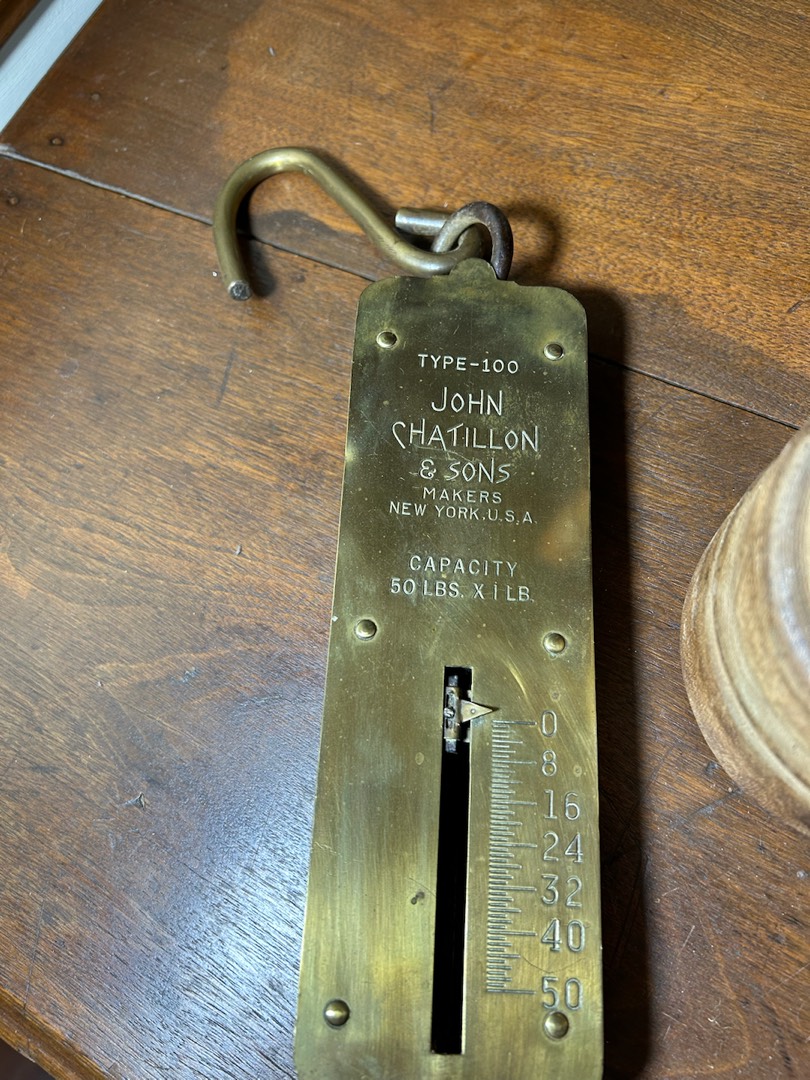 TYPE-100
JOHN
CHATILLON
& SONS
MAKERS
NEW YORK.U.S.A.
CAPACITY
50 LBS. X 1 LB.
0
8
16
24
32
40
50